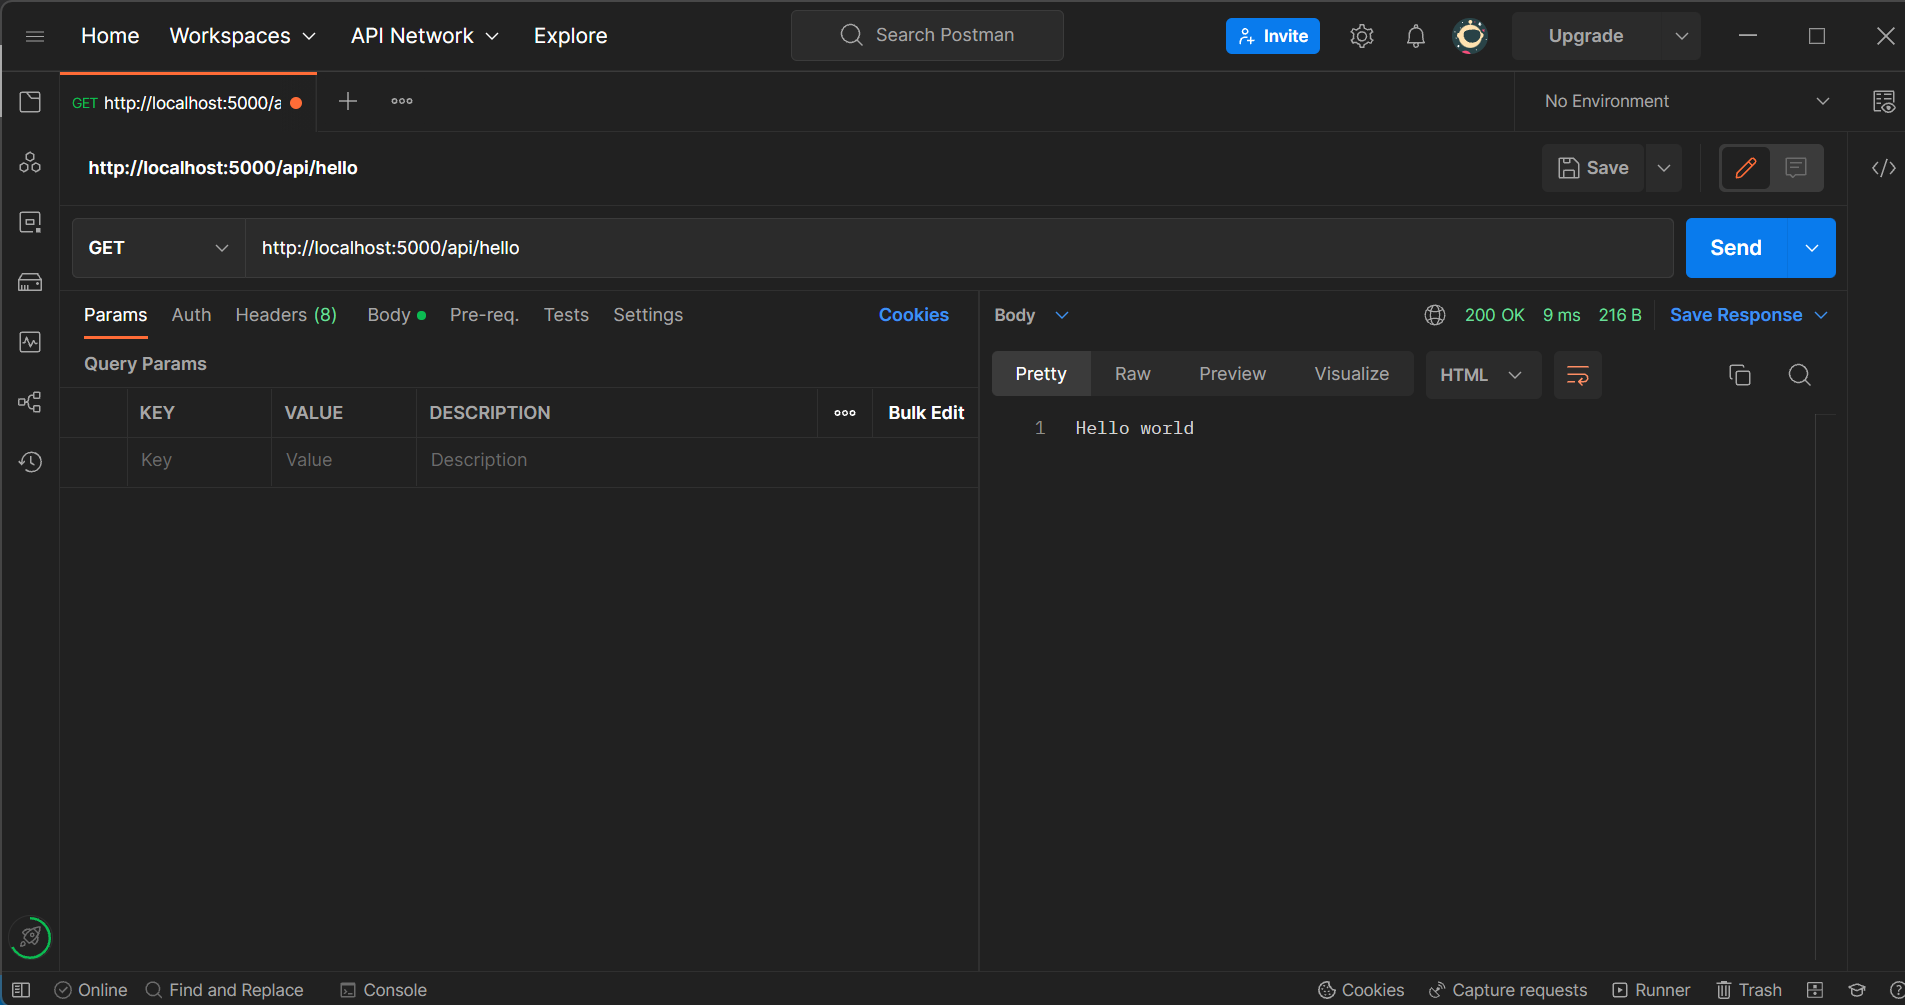 Home Workspaces API Network Explore Search Postman Invite Upgrade
GET http://localhost:5000/a No Environment
http://localhost:5000/api/hello Save
GET http://localhost:5000/api/hello Send
Params Auth Headers (8) Body Pre-req. Tests Settings Cookies
Body 200 OK 9 ms 216 B Save Response
Query Params
Pretty Raw Preview Visualize HTML
KEY VALUE DESCRIPTION Bulk Edit
Key Value Description
1 Hello world
Online Find and Replace Console Cookies Capture requests Runner Trash